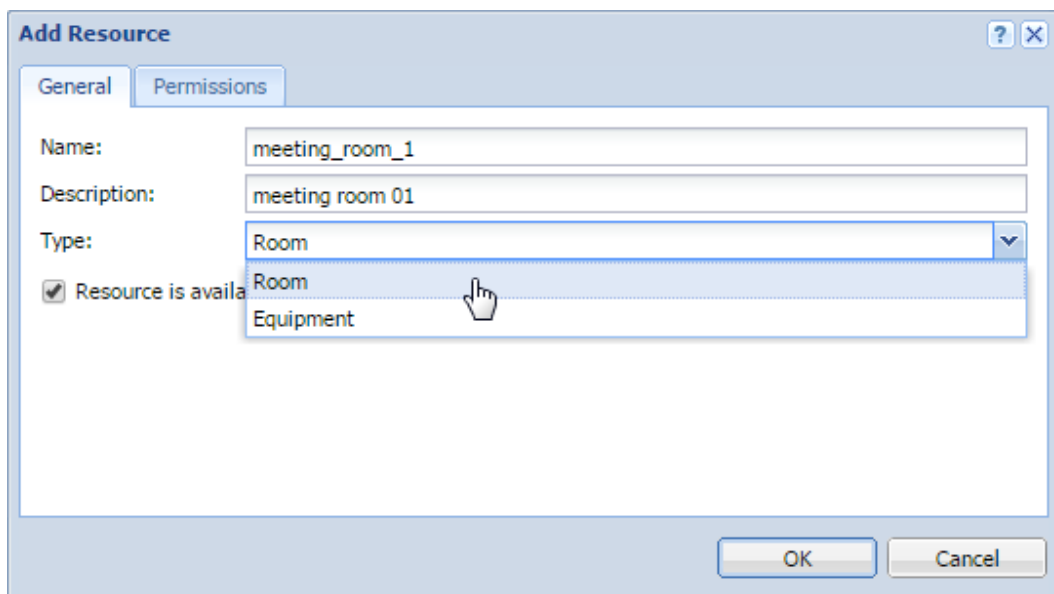 Add Resource
General Permissions
Name: meeting_room_1
Description: meeting room 01
Type: Room
Room
Resource is availa
Equipment
OK Cancel